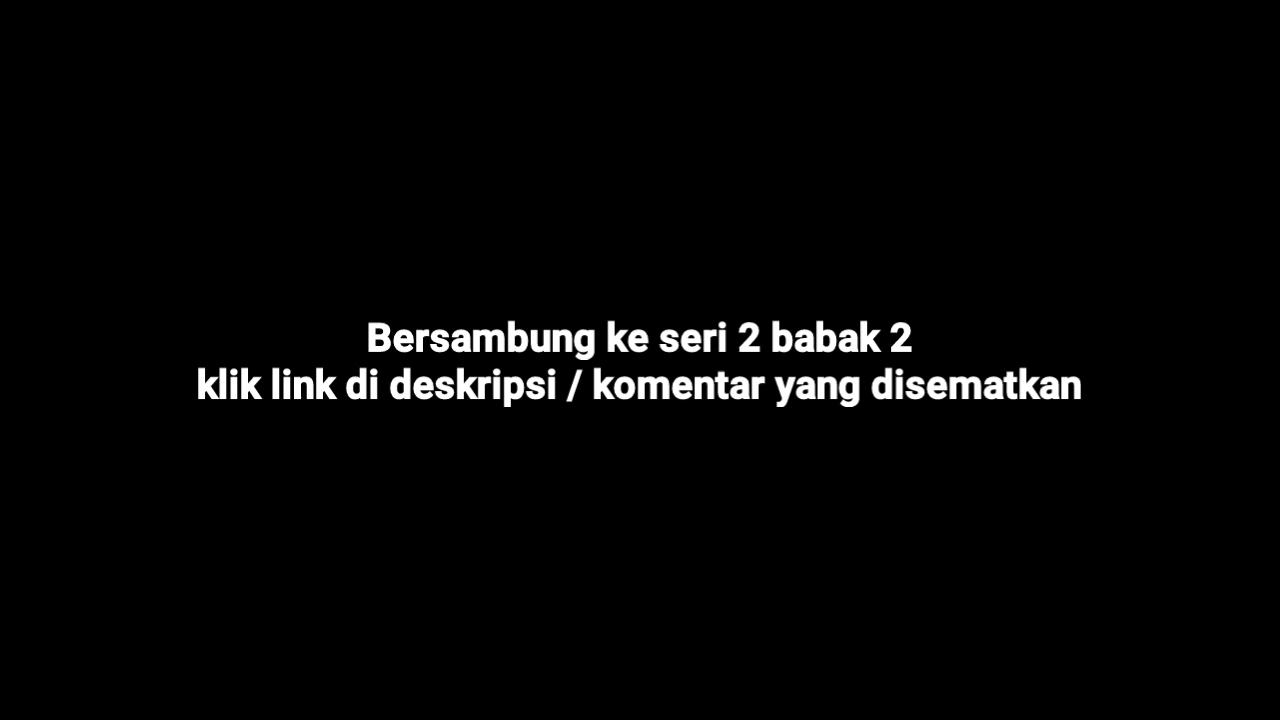 Bersambung ke seri 2 babak 2
klik link di deskripsi / komentar yang disematkan